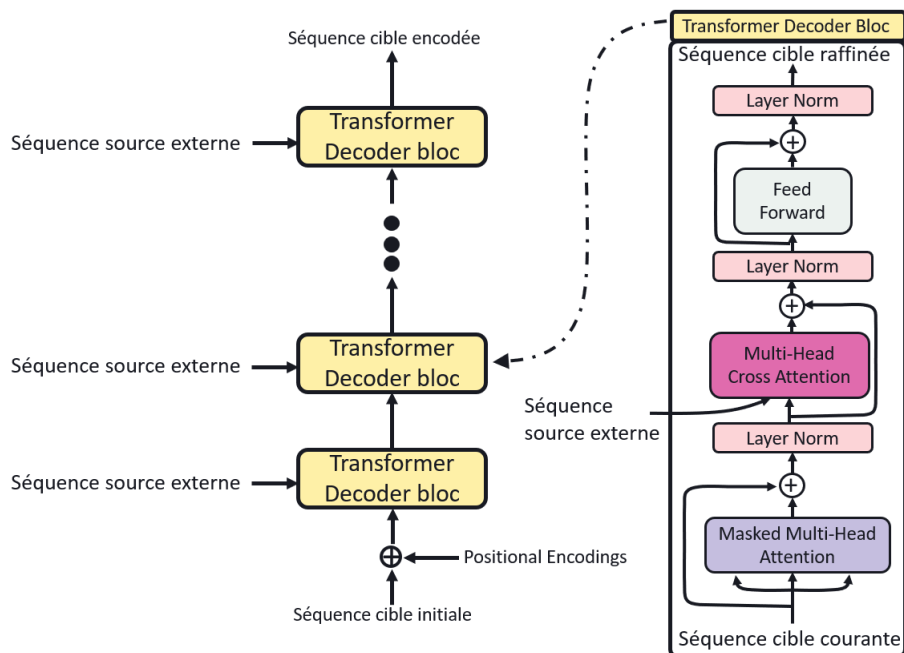 Séquence cible encodée
Séquence source externe
Transformer
Decoder bloc
Séquence source externe
Transformer
Decoder bloc
Séquence source externe
Transformer
Decoder bloc
Positional Encodings
Séquence cible initiale
Transformer Decoder Bloc
Séquence cible raffinée
Layer Norm
Feed
Forward
Layer Norm
Multi-Head
Cross Attention
Séquence
source externe
Layer Norm
Masked Multi-Head
Attention
Séquence cible courante